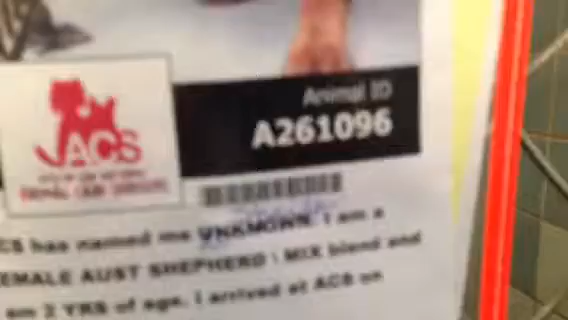 ACS
Animal ID
A261096
CS has named me UNKNOWN. I am a
EMALE AUST SHEPHERD \ MIX blend and
am 2 YRS of age. I arrived at ACS on